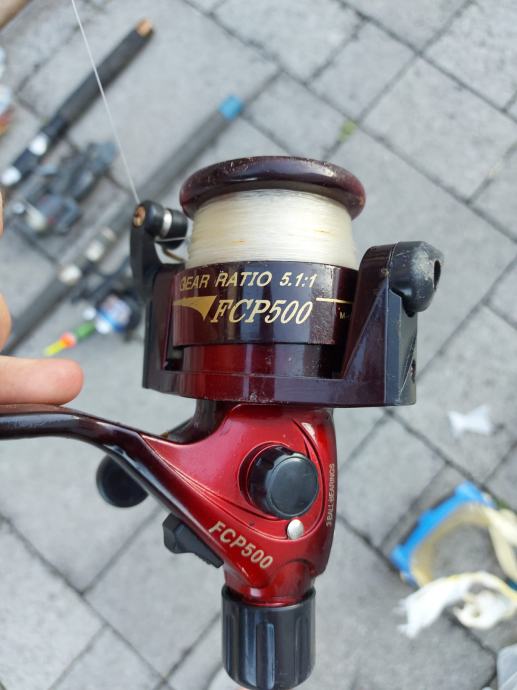 GEAR RATIO 5.1:1
FCP500
FCP500
3 BALL BEARINGS